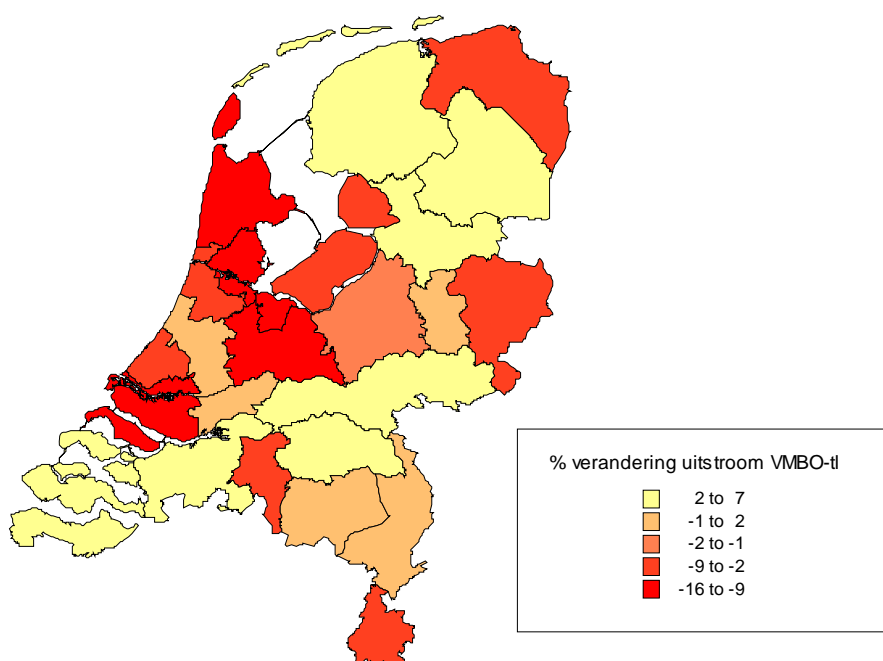 % verandering uitstroom VMBO-tl
2 to 7
-1 to 2
-2 to -1
-9 to -2
-16 to -9